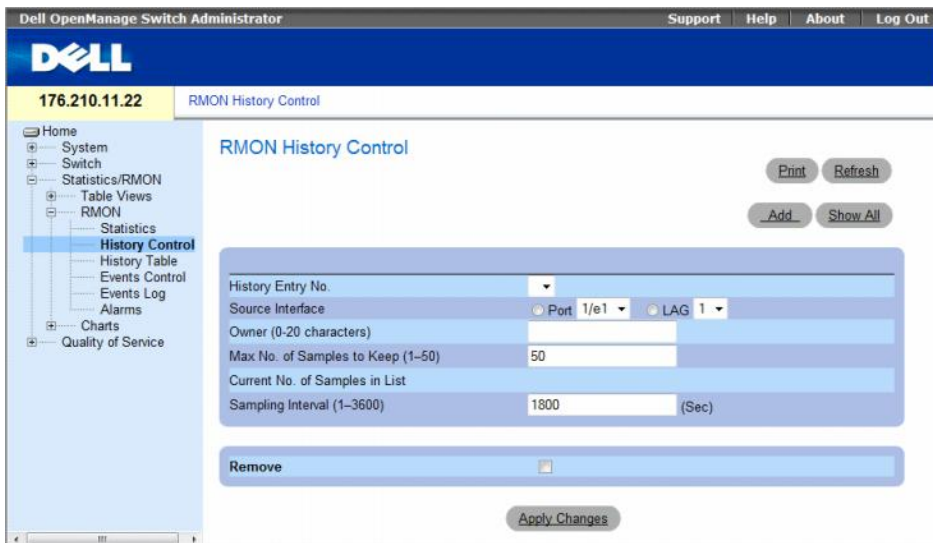 Dell OpenManage Switch Administrator Support Help About Log Out
DELL
176.210.11.22 RMON History Control
Home
System
Switch
Statistics/RMON
Table Views
RMON
Statistics
History Control
History Table
Events Control
Events Log
Alarms
Charts
Quality of Service
RMON History Control
Print Refresh
Add Show All
History Entry No.
Source Interface Port 1/e1 LAG 1
Owner (0-20 characters)
Max No. of Samples to Keep (1–50) 50
Current No. of Samples in List
Sampling Interval (1–3600) 1800 (Sec)
Remove
Apply Changes